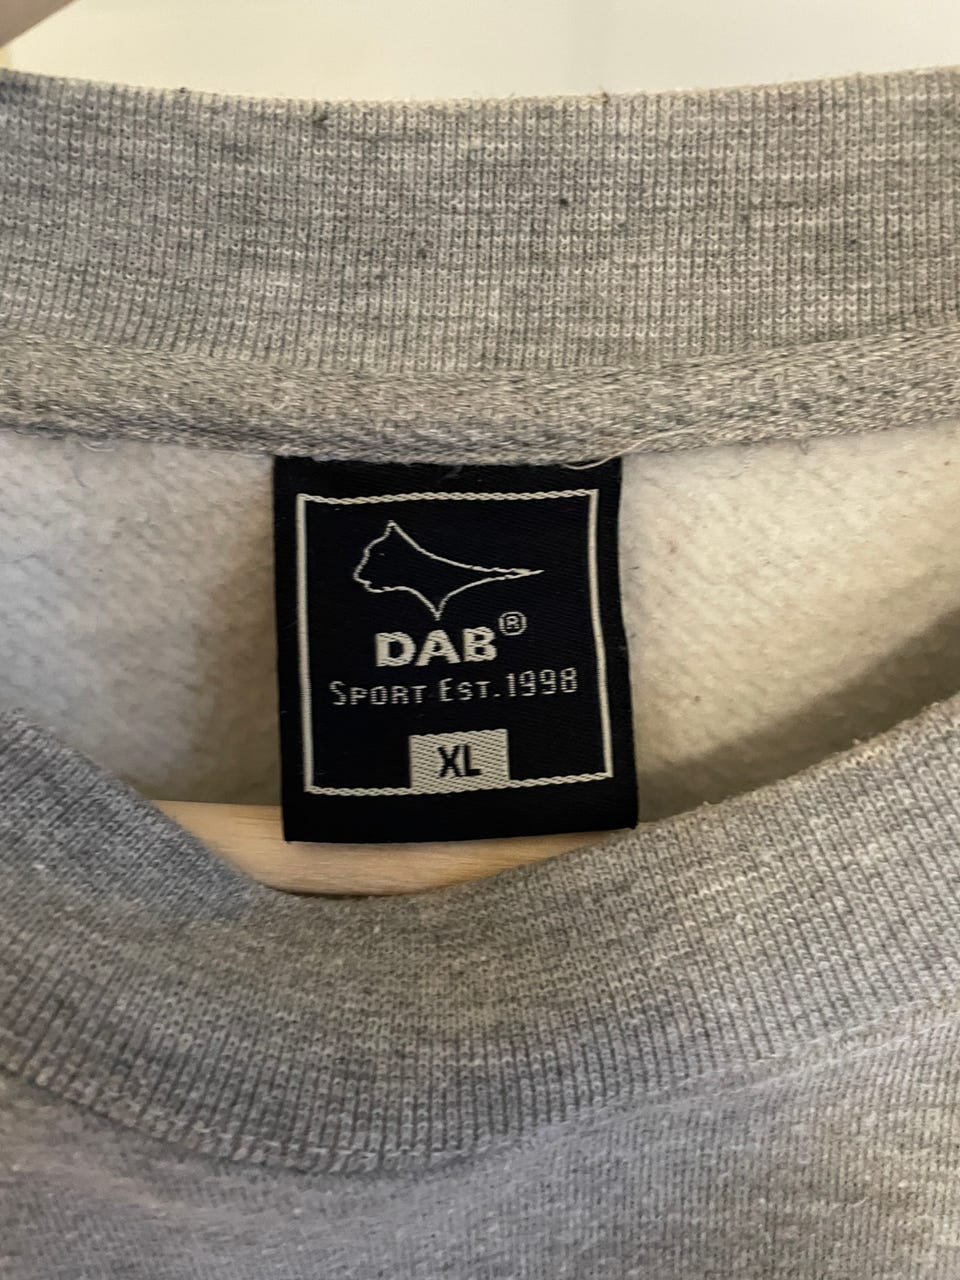 DAB®
SPORT EST. 1998
XL